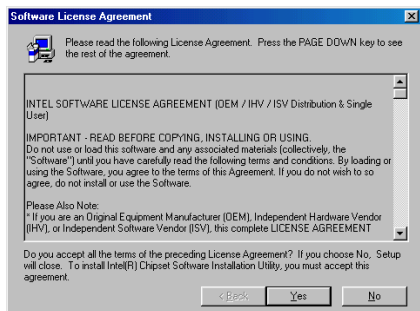 Software License Agreement
Please read the following License Agreement. Press the PAGE DOWN key to see
the rest of the agreement.
INTEL SOFTWARE LICENSE AGREEMENT (OEM / IHV / ISV Distribution & Single
User)
IMPORTANT - READ BEFORE COPYING, INSTALLING OR USING.
Do not use or load this software and any associated materials (collectively, the
"Software") until you have carefully read the following terms and conditions. By loading or
using the Software, you agree to the terms of this Agreement. If you do not wish to so
agree, do not install or use the Software.
Please Also Note:
* If you are an Original Equipment Manufacturer (OEM), Independent Hardware Vendor
(IHV), or Independent Software Vendor (ISV), this complete LICENSE AGREEMENT
Do you accept all the terms of the preceding License Agreement? If you choose No, Setup
will close. To install Intel(R) Chipset Software Installation Utility, you must accept this
agreement.
< Back Yes No